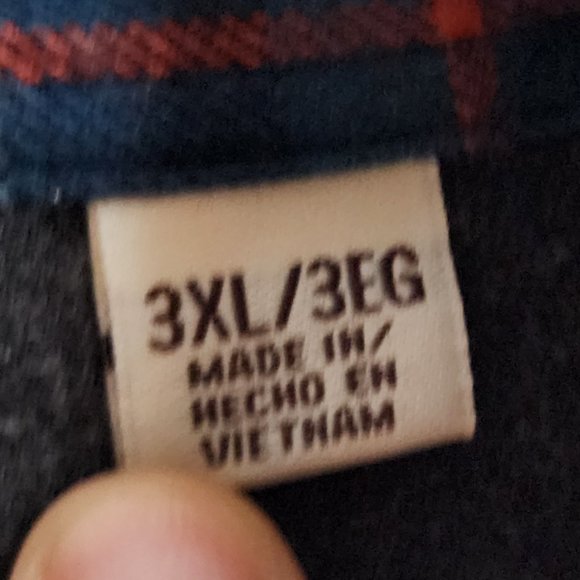 3XL/3EG
MADE IN/
HECHO EN
VIETNAM